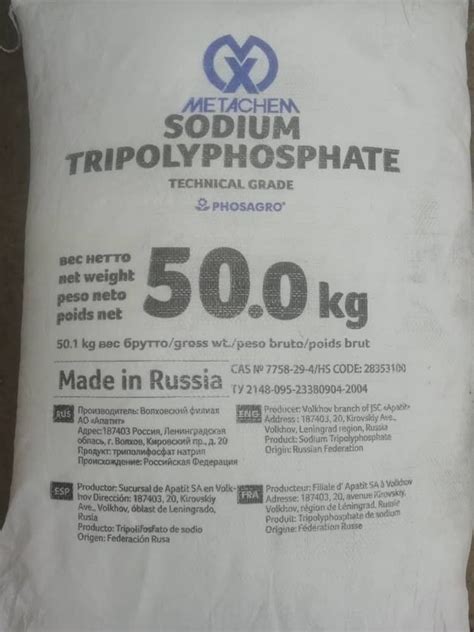 METACHEM
SODIUM
TRIPOLYPHOSPHATE
TECHNICAL GRADE
PHOSAGRO®
вес нетто
net weight
peso neto
poids net
50.0 kg
50.1 kg вес брутто/gross wt./peso bruto/poids brut
Made in Russia
CAS № 7758-29-4/HS CODE: 28353100
ТУ 2148-095-23380904-2004
RUS
Производитель: Волховский филиал
АО «Апатит»
Адрес: 187403 Россия, Ленинградская
область, г. Волхов, Кировский пр., д. 20
Продукт: триполифосфат натрия
Происхождение: Российская Федерация
ENG
Producer: Volkhov branch of JSC «Apatit»
Address : 187403, 20, Kirovskiy Ave.,
Volkhov, Leningrad region, Russia
Product: Sodium Tripolyphosphate
Origin: Russian Federation
ESP
Productor: Sucursal de Apatit SA en Volk-
hov Dirección: 187403, 20, Kirovskiy
Ave., Volkhov, óblast de Leningrado,
Rusia
Producto: Tripolifosfato de sodio
Origen: Federación Rusa
FRA
Producteur: Filiale d' Apatit SA à Volkhov
Adresse: 187403, 20, avenue Kirovskiy,
Volkhov, région de Léningrad. Russie
Produit: Tripolyphosphate de sodium
Origine: Fédération Russe